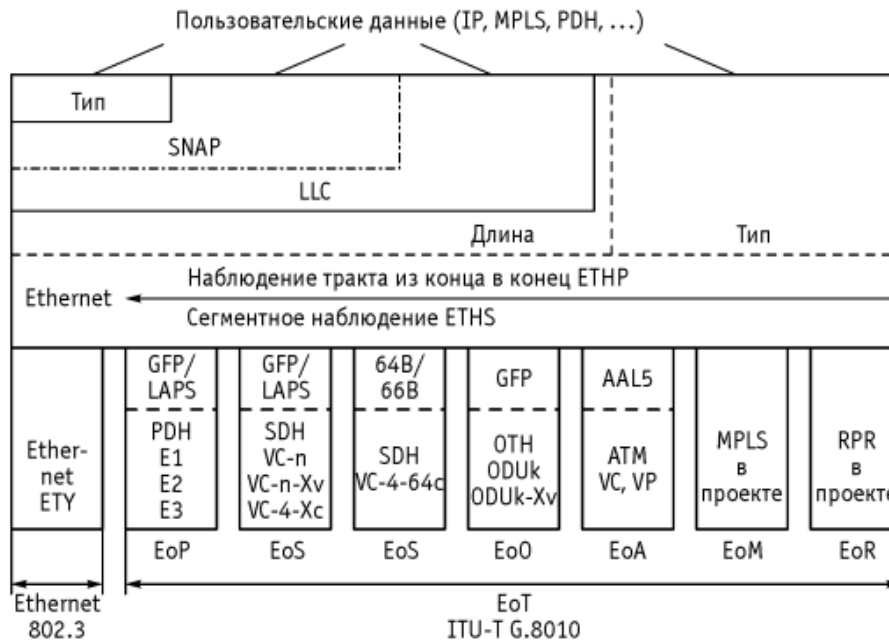 Пользовательские данные (IP, MPLS, PDH, ...)
Тип
SNAP
LLC
Длина
Тип
Наблюдение тракта из конца в конец ETHP
Ethernet
Сегментное наблюдение ETHS
GFP/
LAPS
PDH
E1
E2
E3
GFP/
LAPS
SDH
VC-n
VC-n-Xv
VC-4-Xc
64B/
66B
SDH
VC-4-64c
GFP
OTH
ODUk
ODUk-Xv
AAL5
ATM
VC, VP
Ether-
net
ETY
MPLS
в
проекте
RPR
в
проекте
EoP
EoS
EoS
EoO
EoA
EoM
EoR
Ethernet
802.3
EoT
ITU-T G.8010